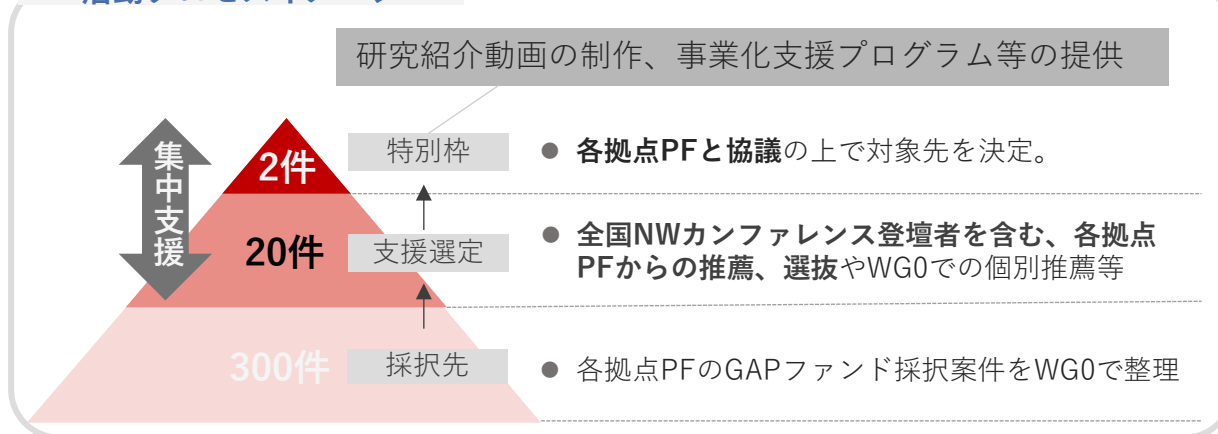 研究紹介動画の制作、事業化支援プログラム等の提供
集中支援
2件
特別枠
● 各拠点PFと協議の上で対象先を決定。
20件
支援選定
● 全国NWカンファレンス登壇者を含む、各拠点
PFからの推薦、選抜やWG0での個別推薦等
300件
採択先
● 各拠点PFのGAPファンド採択案件をWG0で整理